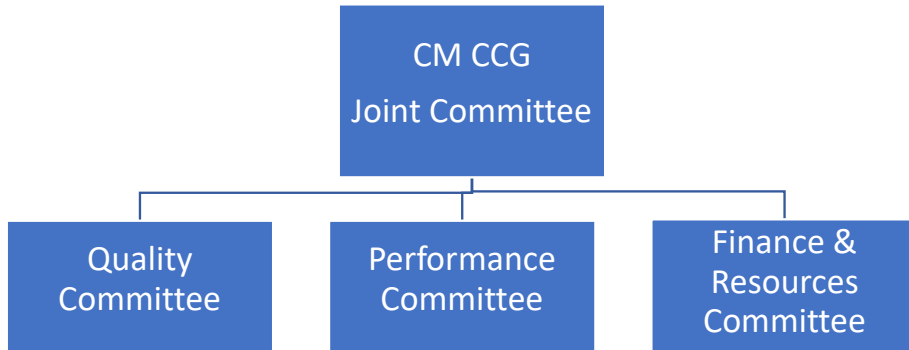 CM CCG
Joint Committee
Quality
Committee
Performance
Committee
Finance &
Resources
Committee